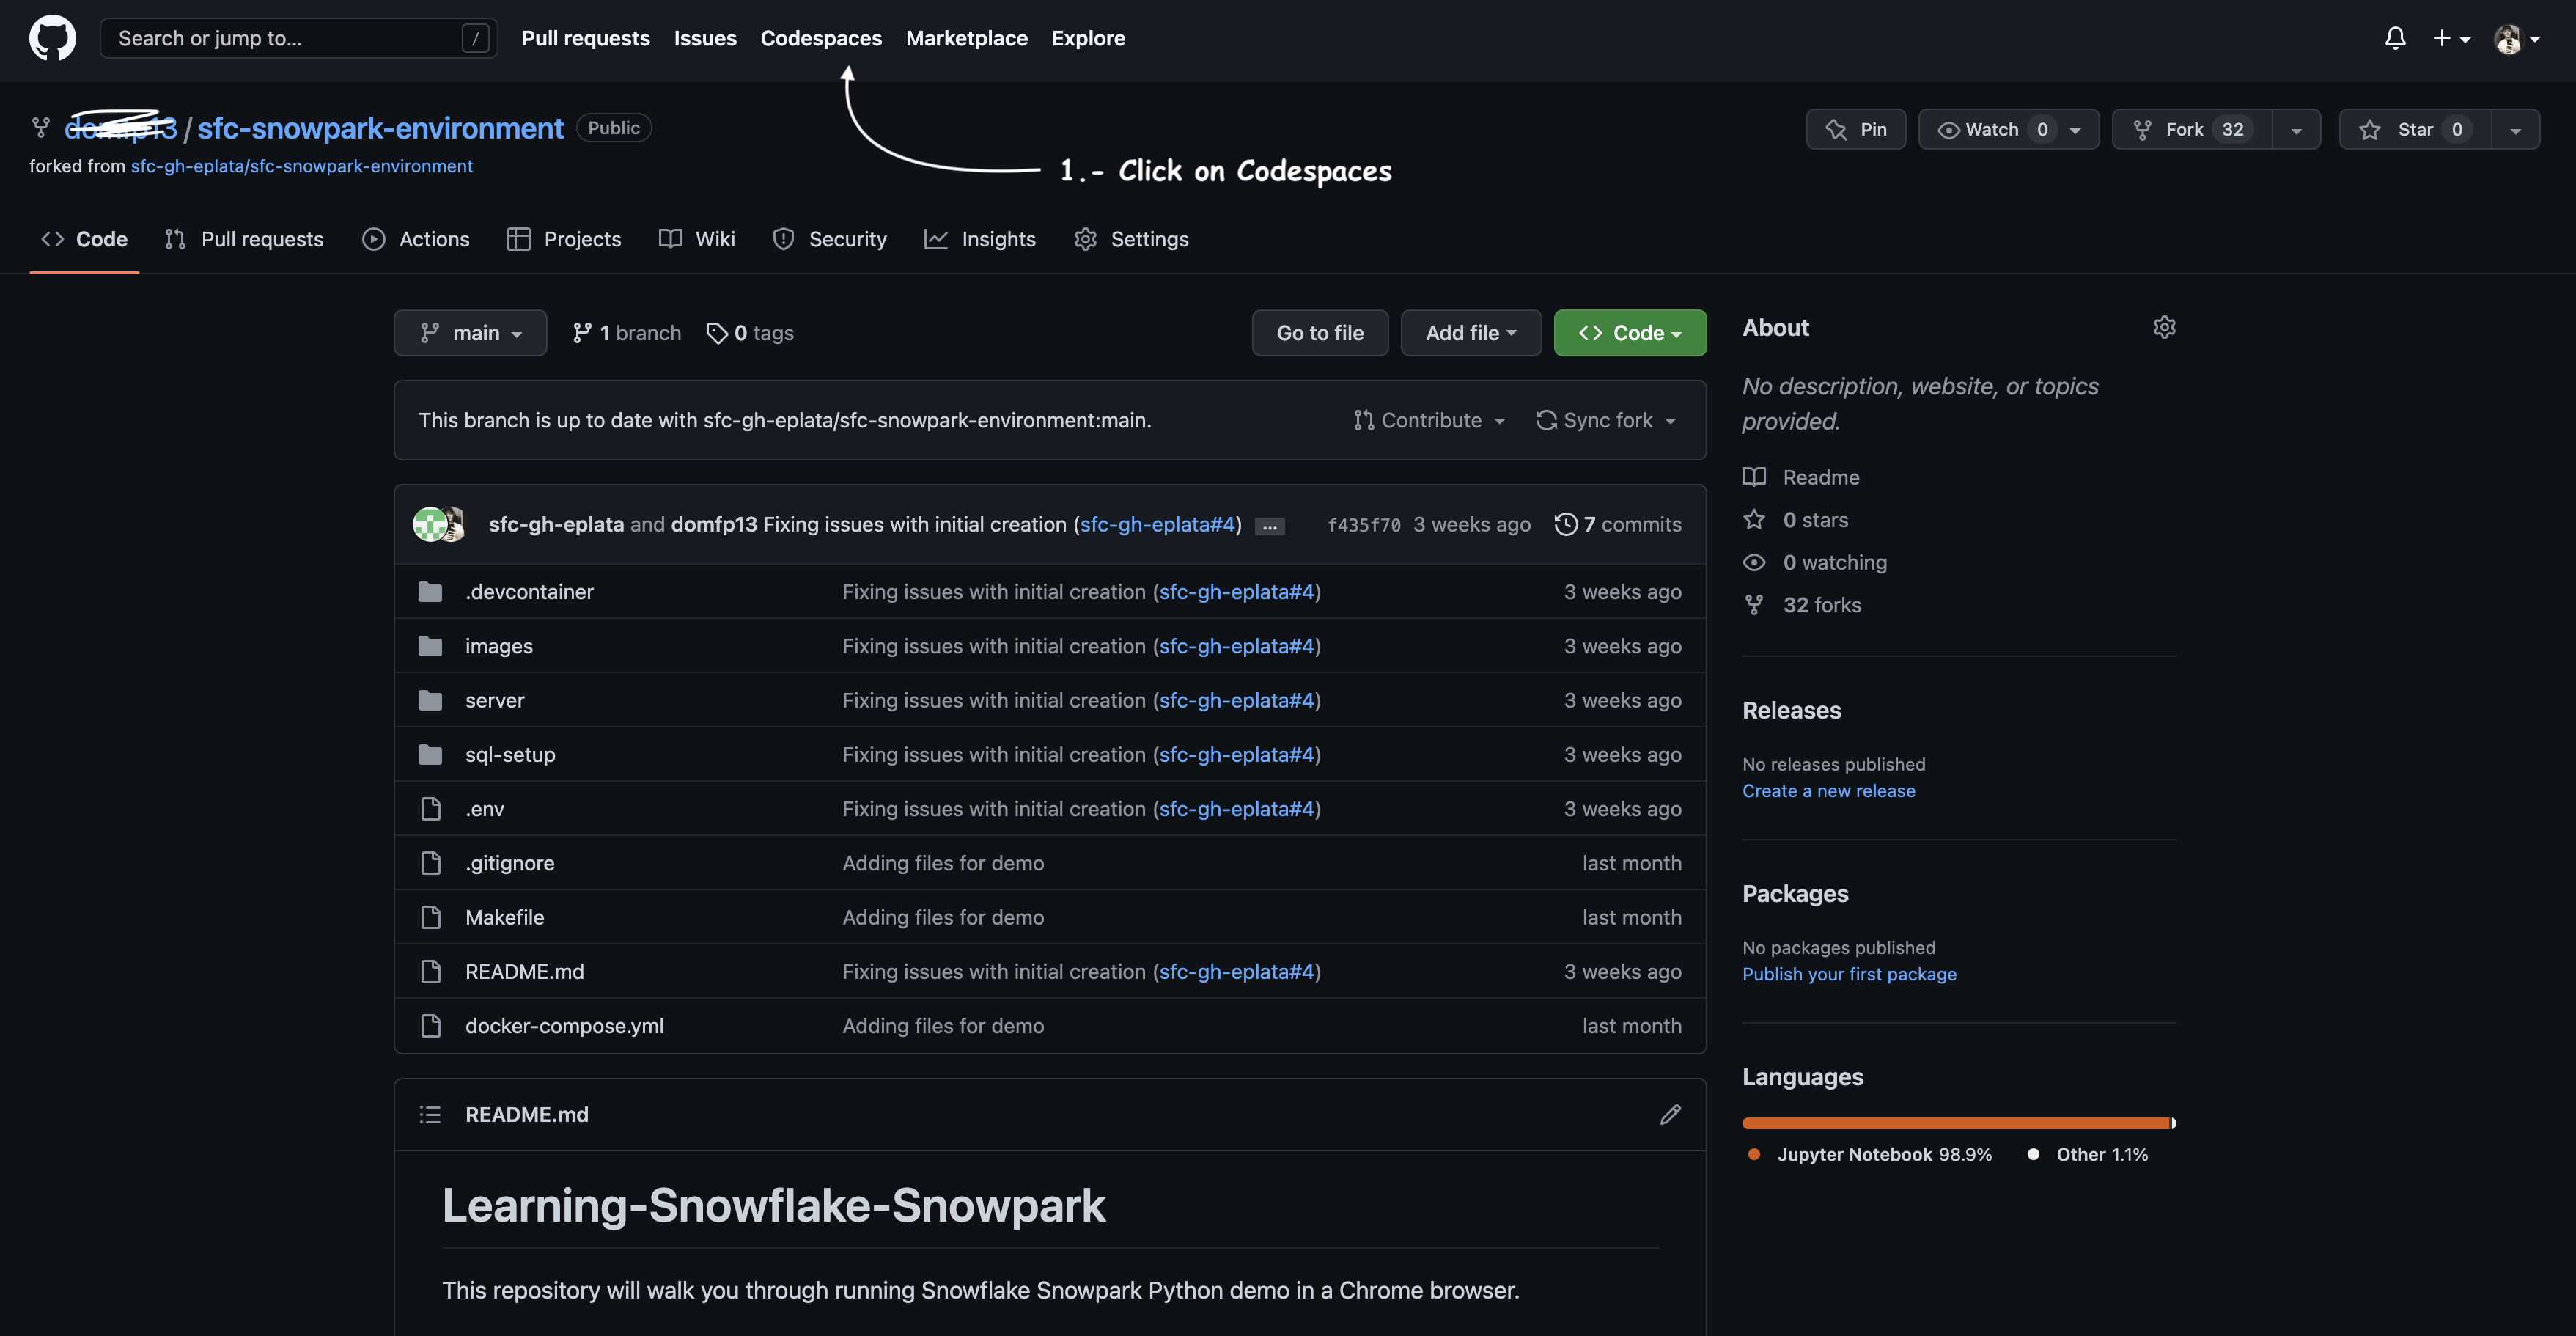 Search or jump to... / Pull requests Issues Codespaces Marketplace Explore
domfp13 / sfc-snowpark-environment Public Pin Watch 0 Fork 32 Star 0
forked from sfc-gh-eplata/sfc-snowpark-environment
1.- Click on Codespaces
Code Pull requests Actions Projects Wiki Security Insights Settings
main 1 branch 0 tags Go to file Add file Code
This branch is up to date with sfc-gh-eplata/sfc-snowpark-environment:main. Contribute Sync fork
sfc-gh-eplata and domfp13 Fixing issues with initial creation (sfc-gh-eplata#4) ... f435f70 3 weeks ago 7 commits
.devcontainer Fixing issues with initial creation (sfc-gh-eplata#4) 3 weeks ago
images Fixing issues with initial creation (sfc-gh-eplata#4) 3 weeks ago
server Fixing issues with initial creation (sfc-gh-eplata#4) 3 weeks ago
sql-setup Fixing issues with initial creation (sfc-gh-eplata#4) 3 weeks ago
.env Fixing issues with initial creation (sfc-gh-eplata#4) 3 weeks ago
.gitignore Adding files for demo last month
Makefile Adding files for demo last month
README.md Fixing issues with initial creation (sfc-gh-eplata#4) 3 weeks ago
docker-compose.yml Adding files for demo last month
README.md
Learning-Snowflake-Snowpark
This repository will walk you through running Snowflake Snowpark Python demo in a Chrome browser.
About
No description, website, or topics
provided.
Readme
0 stars
0 watching
32 forks
Releases
No releases published
Create a new release
Packages
No packages published
Publish your first package
Languages
Jupyter Notebook 98.9% Other 1.1%